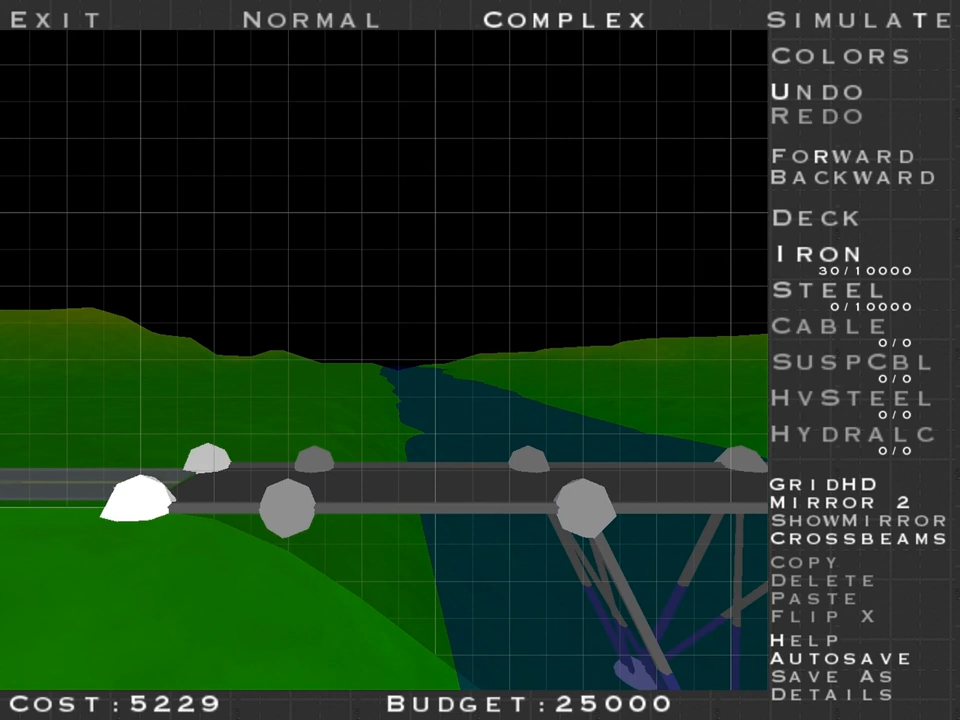 EXIT NORMAL COMPLEX SIMULATE
COLORS
UNDO
REDO
FORWARD
BACKWARD
DECK
IRON
30/10000
STEEL
0/10000
CABLE
0/0
SUSPCBL
0/0
HVSTEEL
0/0
HYDRALC
0/0
GRIDHD
MIRROR 2
SHOWMIRROR
CROSSBEAMS
COPY
DELETE
PASTE
FLIP X
HELP
AUTOSAVE
SAVE AS
DETAILS
COST:5229 BUDGET:25000